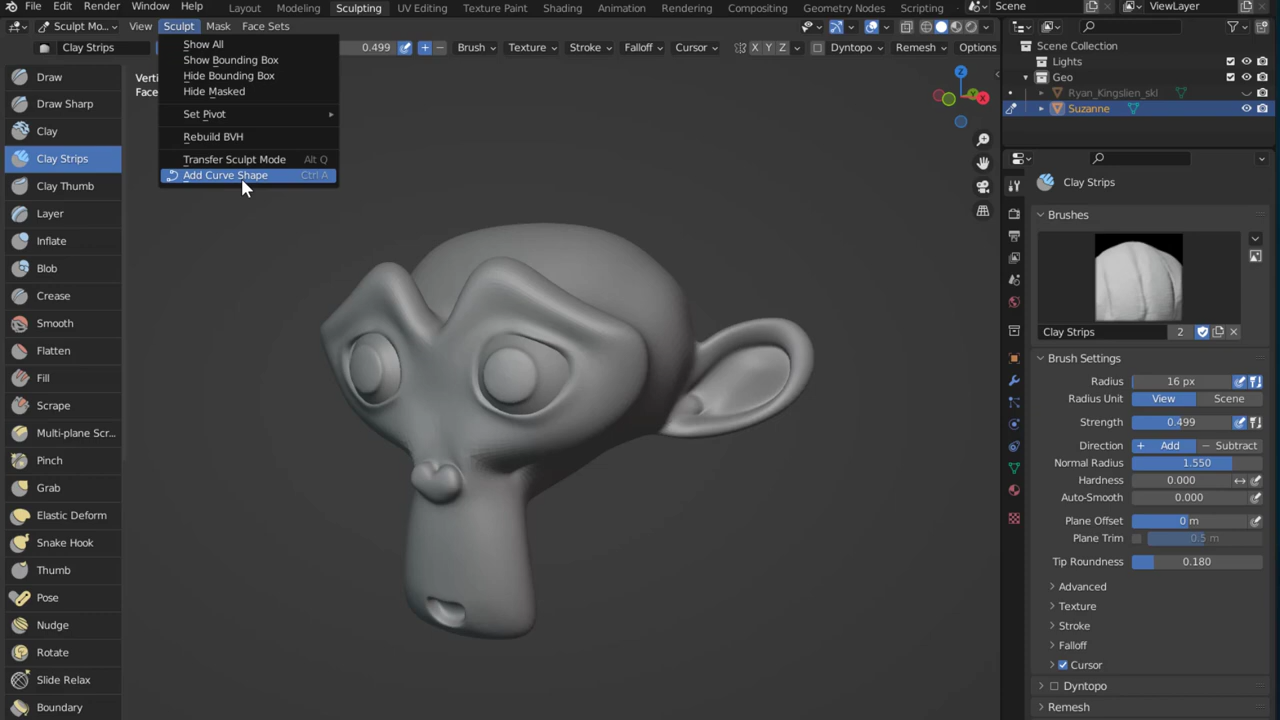 File Edit Render Window Help Layout Modeling Sculpting UV Editing Texture Paint Shading Animation Rendering Compositing Geometry Nodes Scripting Scene ViewLayer
Sculpt Mo... View Sculpt Mask Face Sets
Clay Strips 0.499 + − Brush Texture Stroke Falloff Cursor X Y Z Dyntopo Remesh Options
Show All
Show Bounding Box
Hide Bounding Box
Hide Masked
Set Pivot
Rebuild BVH
Transfer Sculpt Mode Alt Q
Add Curve Shape Ctrl A
Verti
Face
Draw
Draw Sharp
Clay
Clay Strips
Clay Thumb
Layer
Inflate
Blob
Crease
Smooth
Flatten
Fill
Scrape
Multi-plane Scr...
Pinch
Grab
Elastic Deform
Snake Hook
Thumb
Pose
Nudge
Rotate
Slide Relax
Boundary
Z
Y
X
Scene Collection
Lights
Geo
Ryan_Kingslien_skl
Suzanne
Clay Strips
Brushes
Clay Strips 2
Brush Settings
Radius 16 px
Radius Unit View Scene
Strength 0.499
Direction + Add − Subtract
Normal Radius 1.550
Hardness 0.000
Auto-Smooth 0.000
Plane Offset 0 m
Plane Trim 0.5 m
Tip Roundness 0.180
Advanced
Texture
Stroke
Falloff
Cursor
Dyntopo
Remesh